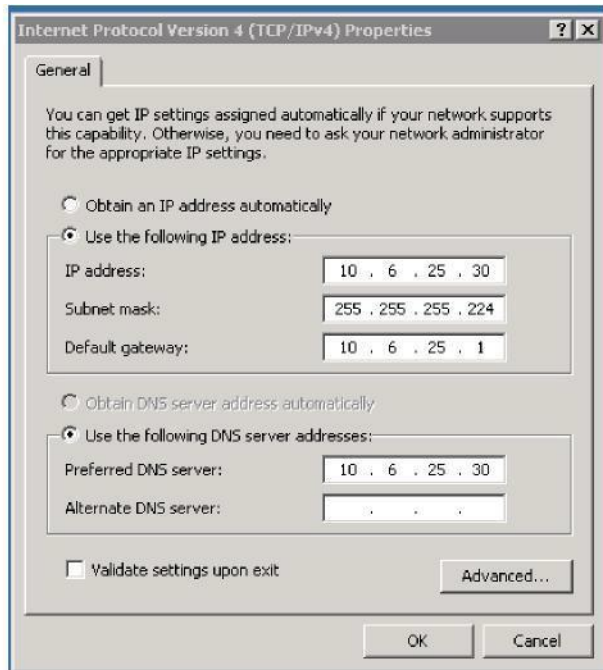 Internet Protocol Version 4 (TCP/IPv4) Properties
General
You can get IP settings assigned automatically if your network supports
this capability. Otherwise, you need to ask your network administrator
for the appropriate IP settings.
Obtain an IP address automatically
Use the following IP address:
IP address: 10 . 6 . 25 . 30
Subnet mask: 255 . 255 . 255 . 224
Default gateway: 10 . 6 . 25 . 1
Obtain DNS server address automatically
Use the following DNS server addresses:
Preferred DNS server: 10 . 6 . 25 . 30
Alternate DNS server: . . .
Validate settings upon exit
Advanced...
OK Cancel